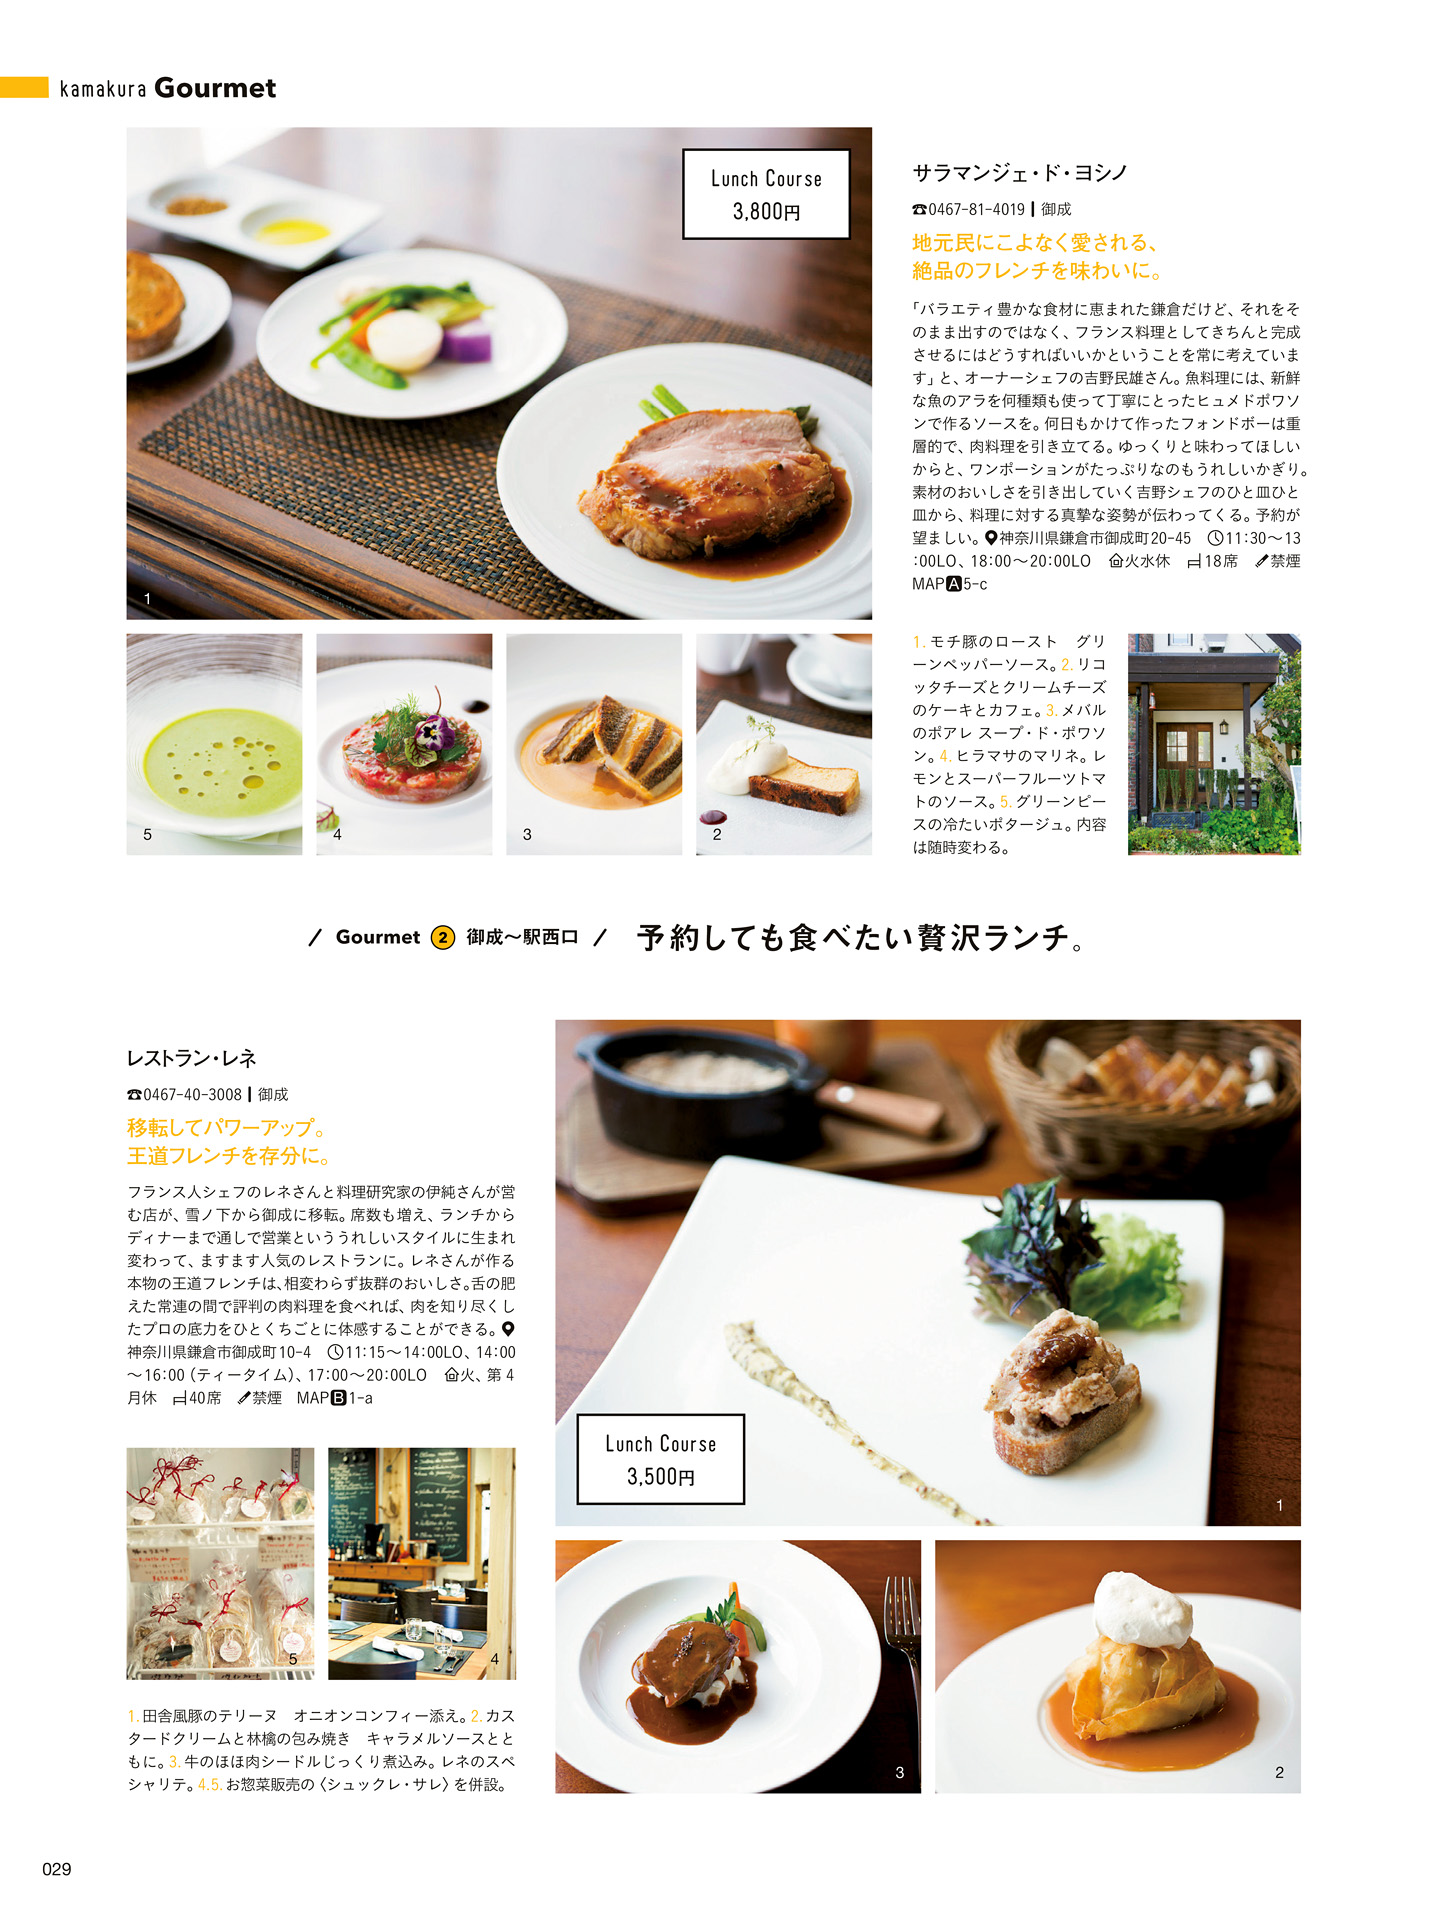 kamakura Gourmet
Lunch Course
3,800円
1
5
4
3
2
サラマンジェ・ド・ヨシノ
☎0467-81-4019 | 御成
地元民にこよなく愛される、
絶品のフレンチを味わいに。
「バラエティ豊かな食材に恵まれた鎌倉だけど、それをそ
のまま出すのではなく、フランス料理としてきちんと完成
させるにはどうすればいいかということを常に考えていま
す」と、オーナーシェフの吉野民雄さん。魚料理には、新鮮
な魚のアラを何種類も使って丁寧にとったヒュメドポワソ
ンで作るソースを。何日もかけて作ったフォンドボーは重
層的で、肉料理を引き立てる。ゆっくりと味わってほしい
からと、ワンポーションがたっぷりなのもうれしいかぎり。
素材のおいしさを引き出していく吉野シェフのひと皿ひと
皿から、料理に対する真摯な姿勢が伝わってくる。予約が
望ましい。神奈川県鎌倉市御成町20-45 11:30〜13
:00LO、18:00〜20:00LO 火水休 18席 禁煙
MAP A 5-c
1. モチ豚のロースト グリ
ーンペッパーソース。2. リコ
ッタチーズとクリームチーズ
のケーキとカフェ。3. メバル
のポアレ スープ・ド・ポワソ
ン。4. ヒラマサのマリネ。レ
モンとスーパーフルーツトマ
トのソース。5. グリーンピー
スの冷たいポタージュ。内容
は随時変わる。
/ Gourmet 2 御成〜駅西口 / 予約しても食べたい贅沢ランチ。
レストラン・レネ
☎0467-40-3008 | 御成
移転してパワーアップ。
王道フレンチを存分に。
フランス人シェフのレネさんと料理研究家の伊純さんが営
む店が、雪ノ下から御成に移転。席数も増え、ランチから
ディナーまで通しで営業といううれしいスタイルに生まれ
変わって、ますます人気のレストランに。レネさんが作る
本物の王道フレンチは、相変わらず抜群のおいしさ。舌の肥
えた常連の間で評判の肉料理を食べれば、肉を知り尽くし
たプロの底力をひとくちごとに体感することができる。
神奈川県鎌倉市御成町10-4 11:15〜14:00LO、14:00
〜16:00（ティータイム）、17:00〜20:00LO 火、第4
月休 40席 禁煙 MAP B 1-a
5
4
1. 田舎風豚のテリーヌ オニオンコンフィー添え。2. カス
タードクリームと林檎の包み焼き キャラメルソースとと
もに。3. 牛のほほ肉シードルじっくり煮込み。レネのスペ
シャリテ。4.5. お惣菜販売の〈シュックレ・サレ〉を併設。
Lunch Course
3,500円
1
3
2
029